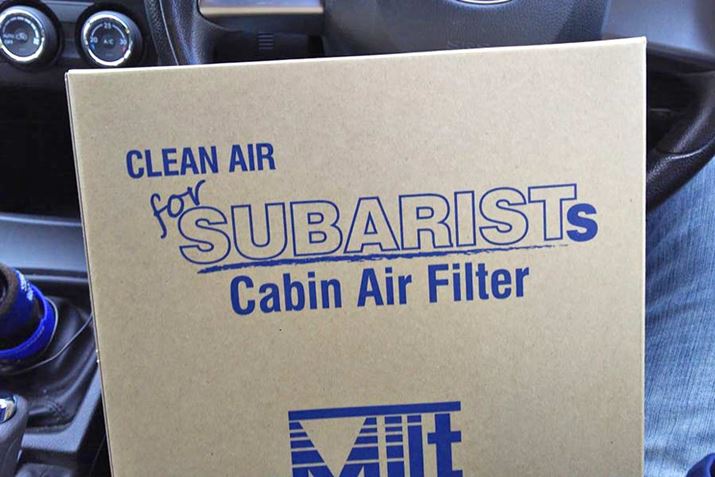 CLEAN AIR
for
SUBARISTs
Cabin Air Filter